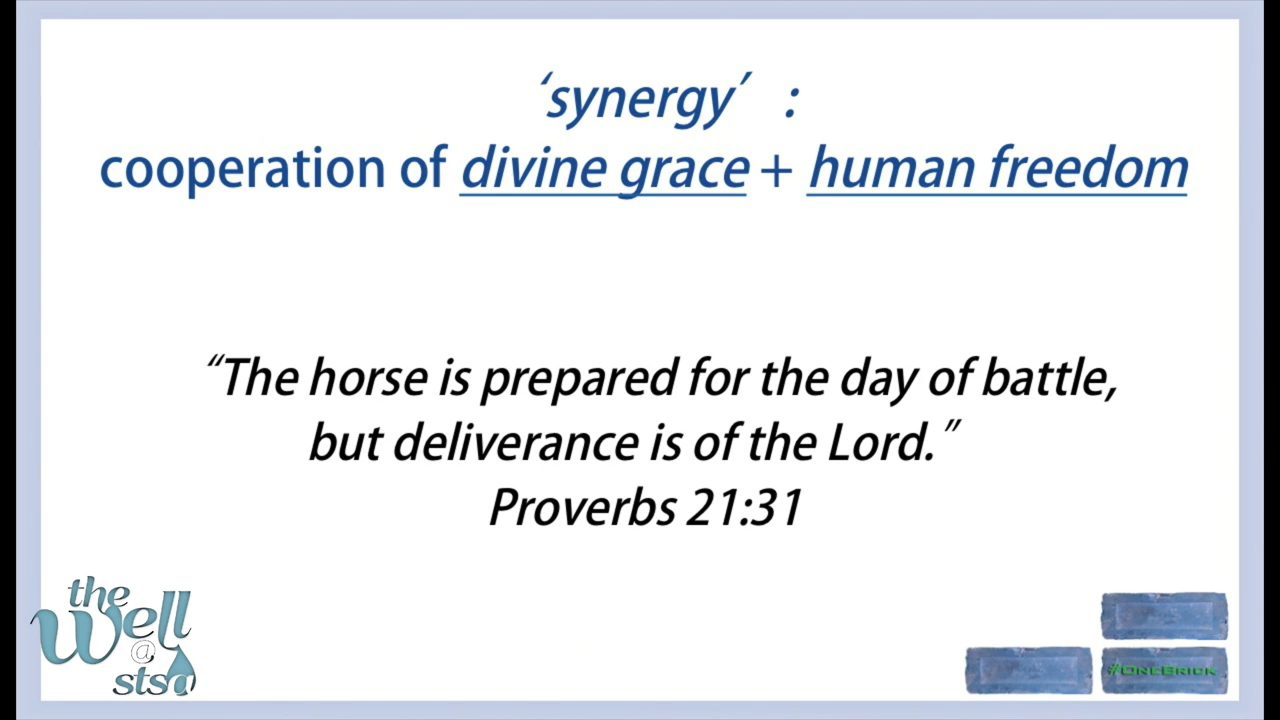 ‘synergy’ :
cooperation of divine grace + human freedom
“The horse is prepared for the day of battle,
but deliverance is of the Lord.”
Proverbs 21:31
the
well
@
stsa
#OneBrick